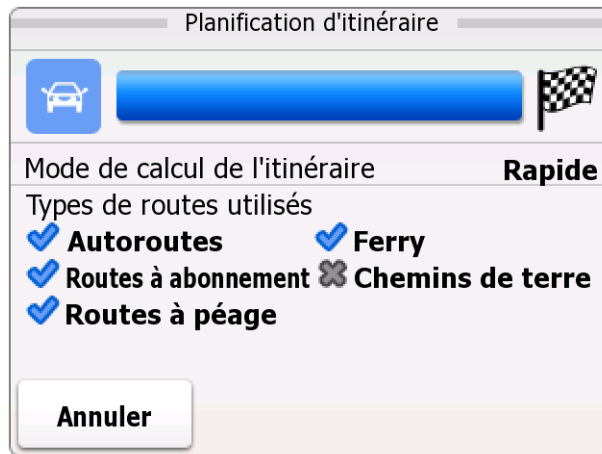 Planification d'itinéraire
Mode de calcul de l'itinéraire Rapide
Types de routes utilisés
Autoroutes Ferry
Routes à abonnement Chemins de terre
Routes à péage
Annuler